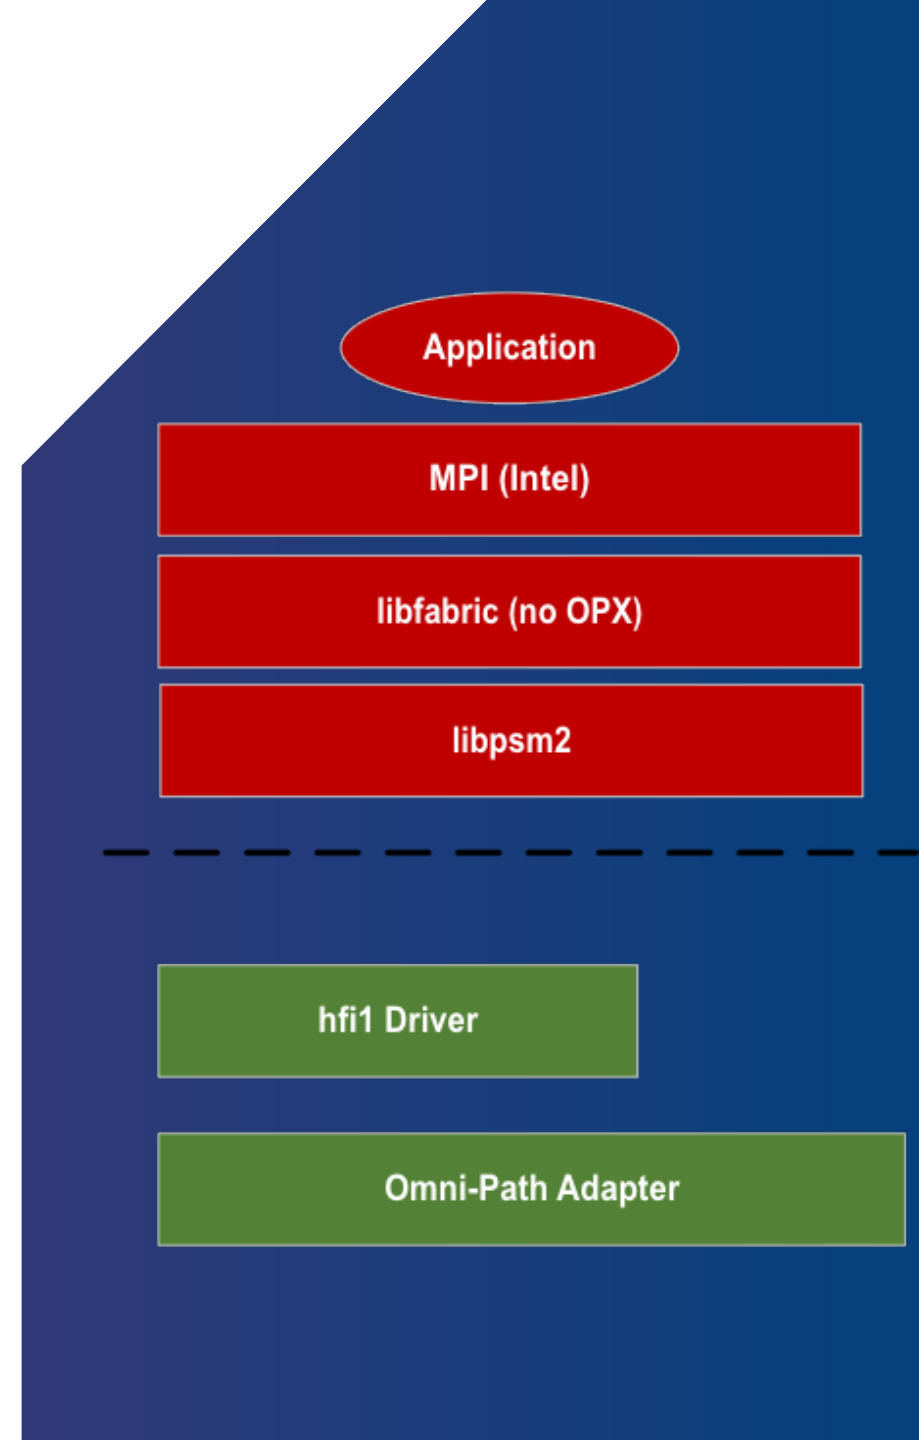 Application
MPI (Intel)
libfabric (no OPX)
libpsm2
hfi1 Driver
Omni-Path Adapter